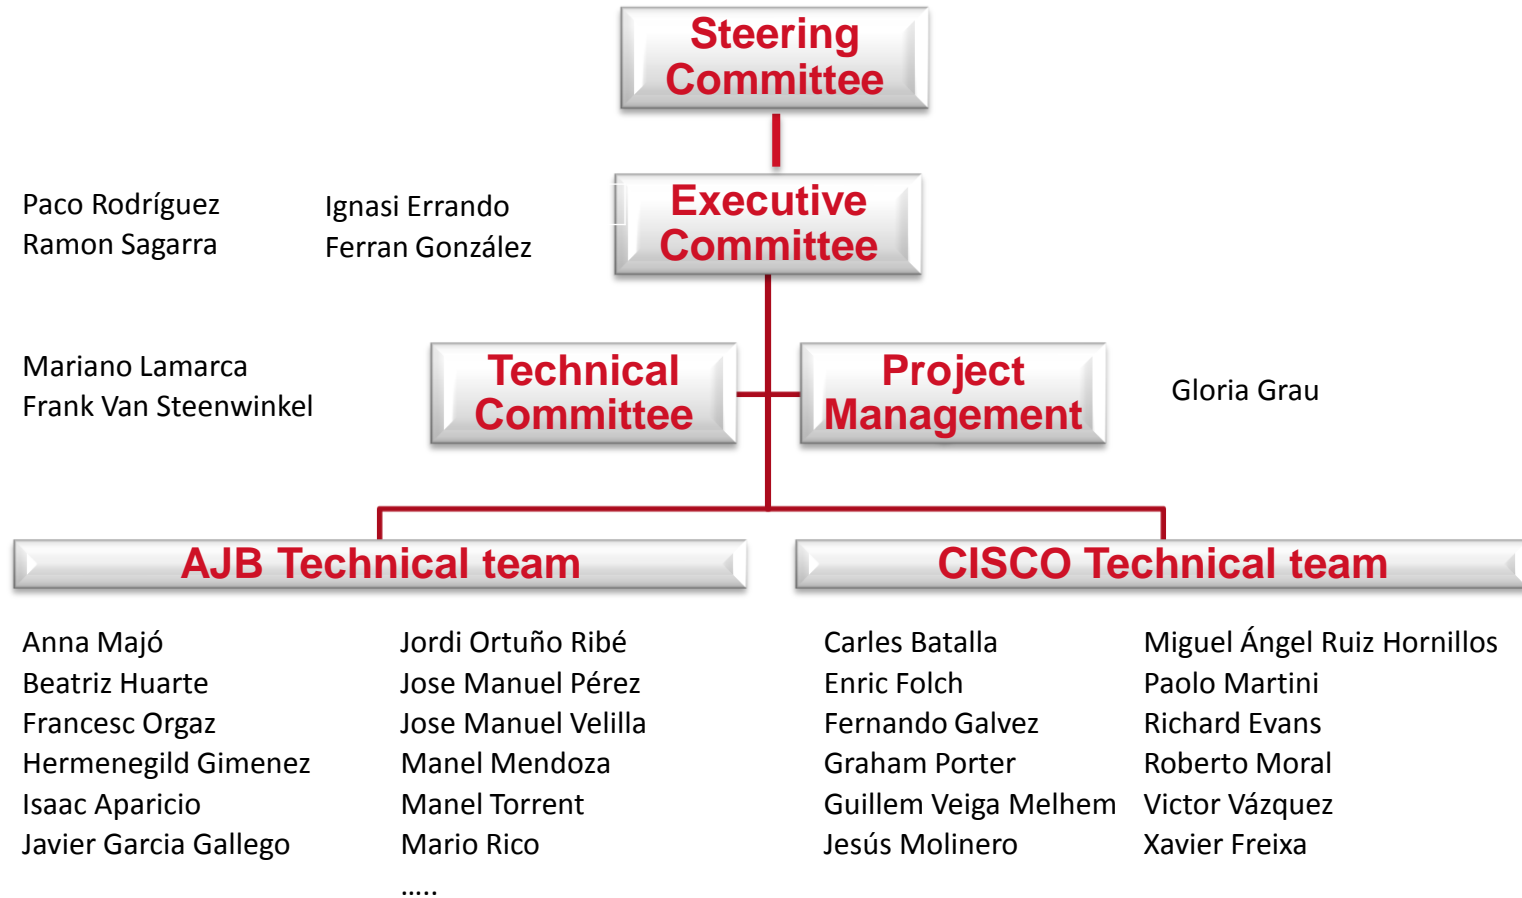 Steering
Committee
Paco Rodríguez
Ramon Sagarra
Ignasi Errando
Ferran González
Executive
Committee
Mariano Lamarca
Frank Van Steenwinkel
Technical
Committee
Project
Management
Gloria Grau
AJB Technical team
Anna Majó
Beatriz Huarte
Francesc Orgaz
Hermenegild Gimenez
Isaac Aparicio
Javier Garcia Gallego
Jordi Ortuño Ribé
Jose Manuel Pérez
Jose Manuel Velilla
Manel Mendoza
Manel Torrent
Mario Rico
.....
CISCO Technical team
Carles Batalla
Enric Folch
Fernando Galvez
Graham Porter
Guillem Veiga Melhem
Jesús Molinero
Miguel Ángel Ruiz Hornillos
Paolo Martini
Richard Evans
Roberto Moral
Victor Vázquez
Xavier Freixa